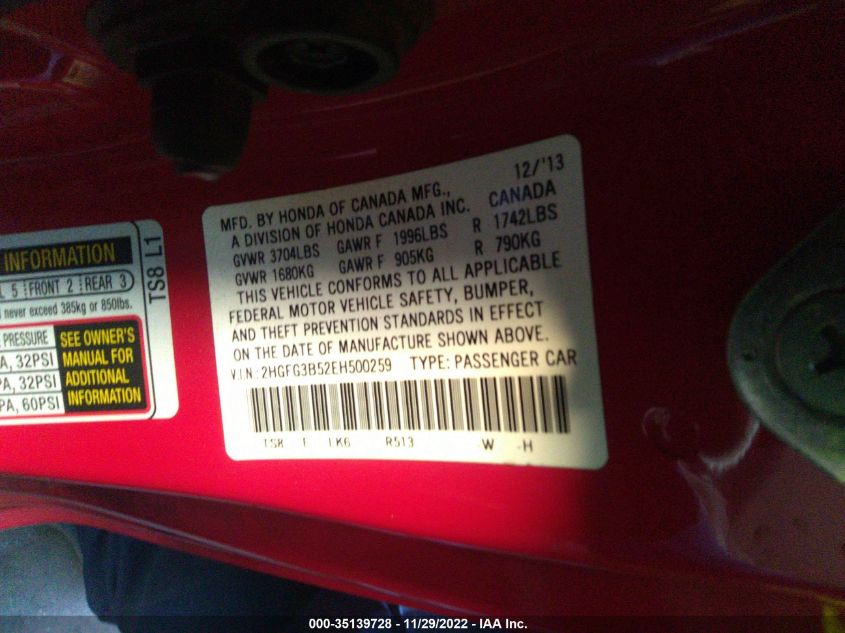 12/'13
MFD. BY HONDA OF CANADA MFG., CANADA
A DIVISION OF HONDA CANADA INC.
GVWR 3704LBS GAWR F 1996LBS R 1742LBS
GVWR 1680KG GAWR F 905KG R 790KG
THIS VEHICLE CONFORMS TO ALL APPLICABLE
FEDERAL MOTOR VEHICLE SAFETY, BUMPER,
AND THEFT PREVENTION STANDARDS IN EFFECT
ON THE DATE OF MANUFACTURE SHOWN ABOVE.
V.I.N.: 2HGFG3B52EH500259 TYPE: PASSENGER CAR
TS8 R513 -W -H
INFORMATION
5 FRONT 2 REAR 3
never exceed 385kg or 850lbs.
PRESSURE
32PSI
32PSI
60PSI
SEE OWNER'S
MANUAL FOR
ADDITIONAL
INFORMATION
TS8 L1
000-35139728 - 11/29/2022 - IAA Inc.